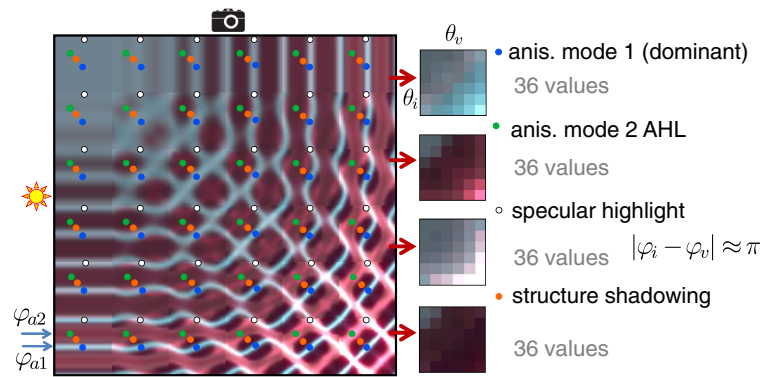 θv
anis. mode 1 (dominant)
36 values
θi
anis. mode 2 AHL
36 values
specular highlight
36 values |φi − φv| ≈ π
structure shadowing
36 values
φa2
φa1